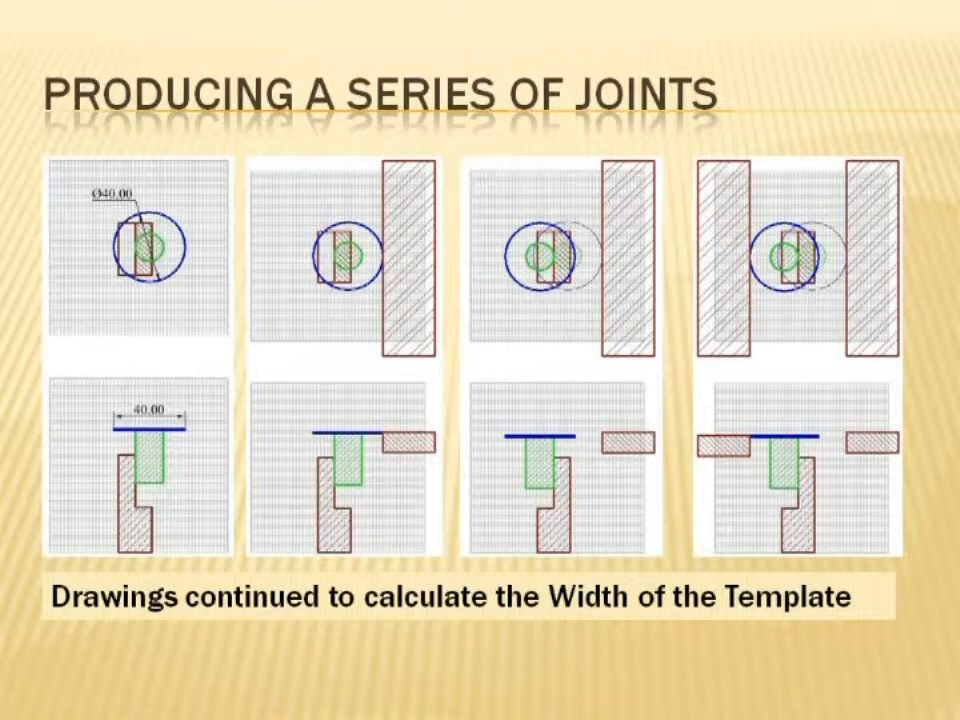 PRODUCING A SERIES OF JOINTS
Ø40.00
40.00
Drawings continued to calculate the Width of the Template